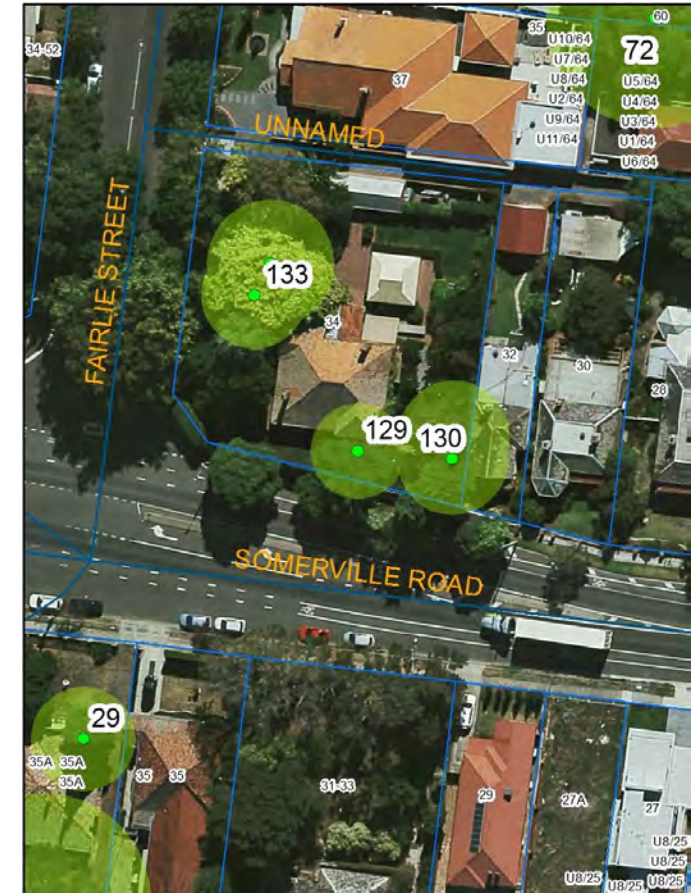 60
34-52
35
U10/64
72
U7/64
37
U8/64
U5/64
U2/64
U4/64
U9/64
U3/64
UNNAMED
U11/64
U1/64
U6/64
FAIRLIE STREET
133
34
32
30
28
129
130
SOMERVILLE ROAD
29
35A
35A
35A
35
35
31-33
29
27A
27
U8/25
U8/25
U8/25
U8/25
U8/25